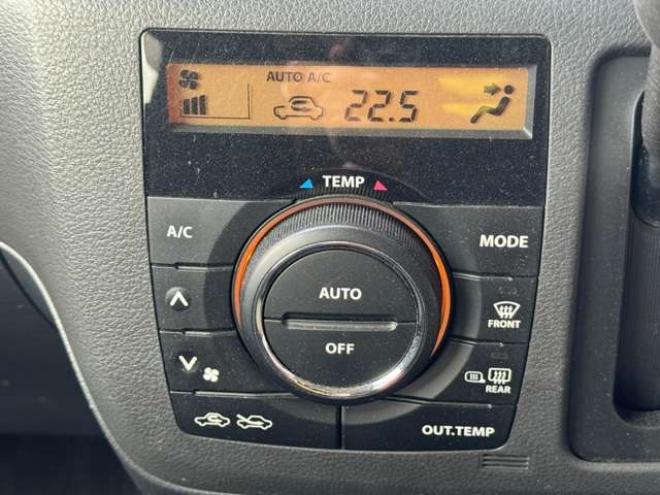 AUTO A/C
22.5
TEMP
A/C
MODE
AUTO
OFF
FRONT
REAR
OUT.TEMP